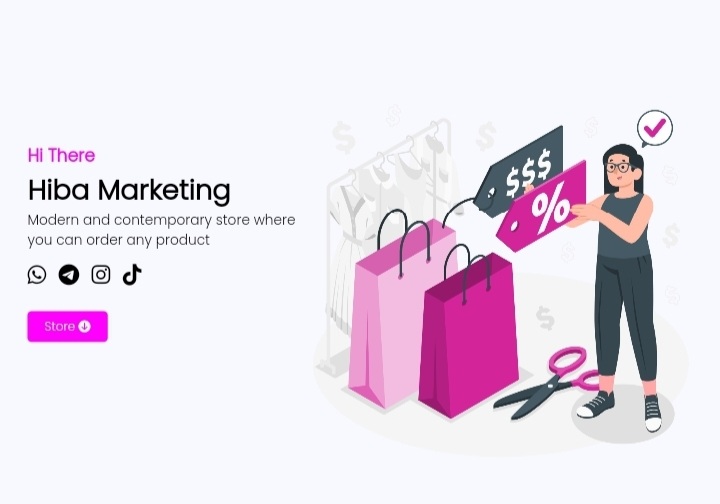 Hi There
Hiba Marketing
Modern and contemporary store where
you can order any product
Store
$$$
%